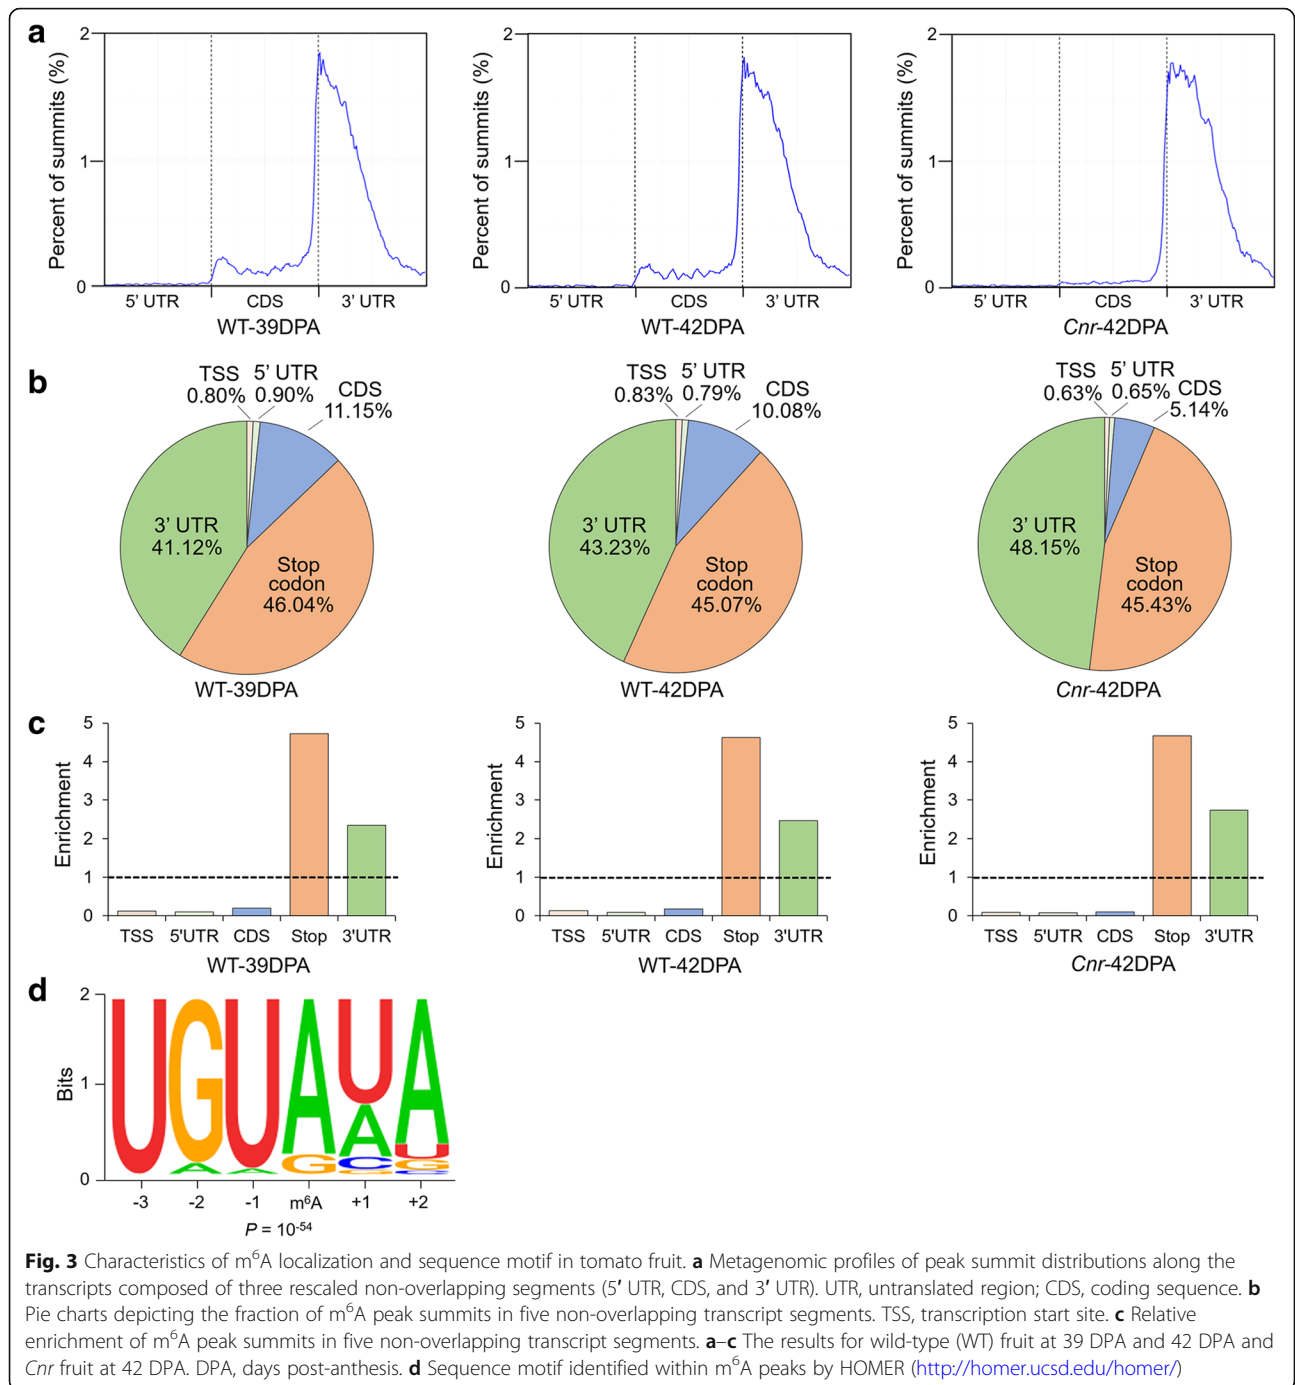 a
2
1
0
Percent of summits (%)
5’ UTR CDS 3’ UTR
WT-39DPA
2
1
0
Percent of summits (%)
5’ UTR CDS 3’ UTR
WT-42DPA
2
1
0
Percent of summits (%)
5’ UTR CDS 3’ UTR
Cnr-42DPA
b
TSS
0.80%
5’ UTR
0.90%
CDS
11.15%
3’ UTR
41.12%
Stop
codon
46.04%
WT-39DPA
TSS
0.83%
5’ UTR
0.79%
CDS
10.08%
3’ UTR
43.23%
Stop
codon
45.07%
WT-42DPA
TSS
0.63%
5’ UTR
0.65%
CDS
5.14%
3’ UTR
48.15%
Stop
codon
45.43%
Cnr-42DPA
c
5
4
3
2
1
0
Enrichment
TSS 5'UTR CDS Stop 3'UTR
WT-39DPA
5
4
3
2
1
0
Enrichment
TSS 5'UTR CDS Stop 3'UTR
WT-42DPA
5
4
3
2
1
0
Enrichment
TSS 5'UTR CDS Stop 3'UTR
Cnr-42DPA
d
2
1
0
Bits
UGUAUA
A A G A U
C G
G C
-3 -2 -1 m⁶A +1 +2
P = 10⁻⁵⁴
Fig. 3 Characteristics of m⁶A localization and sequence motif in tomato fruit. a Metagenomic profiles of peak summit distributions along the
transcripts composed of three rescaled non-overlapping segments (5′ UTR, CDS, and 3′ UTR). UTR, untranslated region; CDS, coding sequence. b
Pie charts depicting the fraction of m⁶A peak summits in five non-overlapping transcript segments. TSS, transcription start site. c Relative
enrichment of m⁶A peak summits in five non-overlapping transcript segments. a–c The results for wild-type (WT) fruit at 39 DPA and 42 DPA and
Cnr fruit at 42 DPA. DPA, days post-anthesis. d Sequence motif identified within m⁶A peaks by HOMER (http://homer.ucsd.edu/homer/)